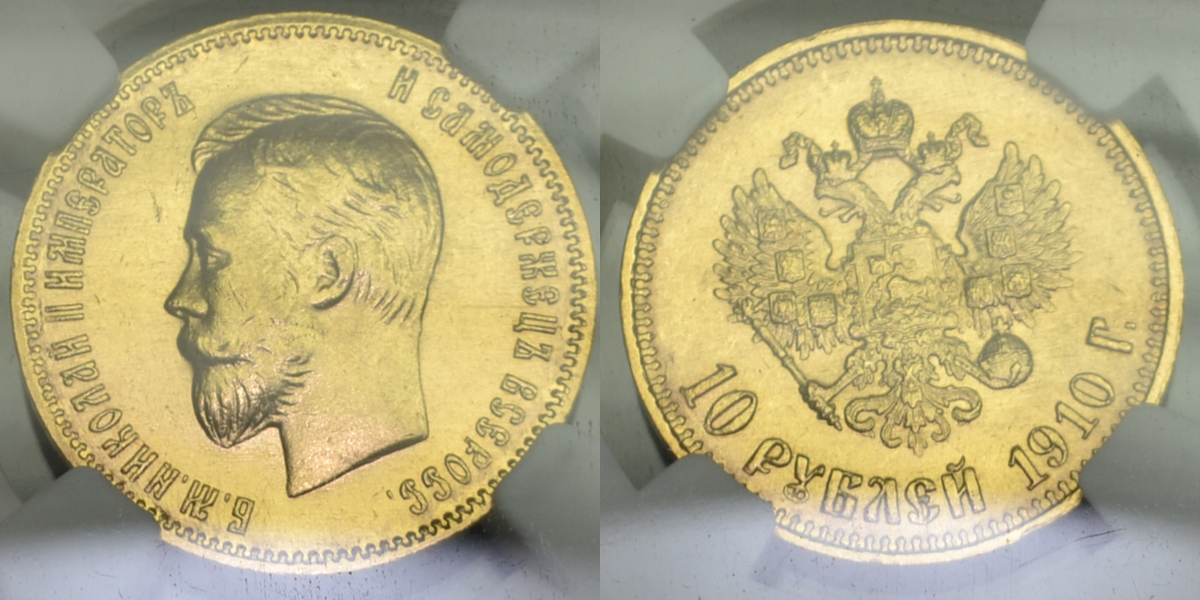 Б. М. НИКОЛАЙ II ИМПЕРАТОРЪ
И САМОДЕРЖЕЦЪ ВСЕРОСС.
10 РУБЛЕЙ 1910 Г.